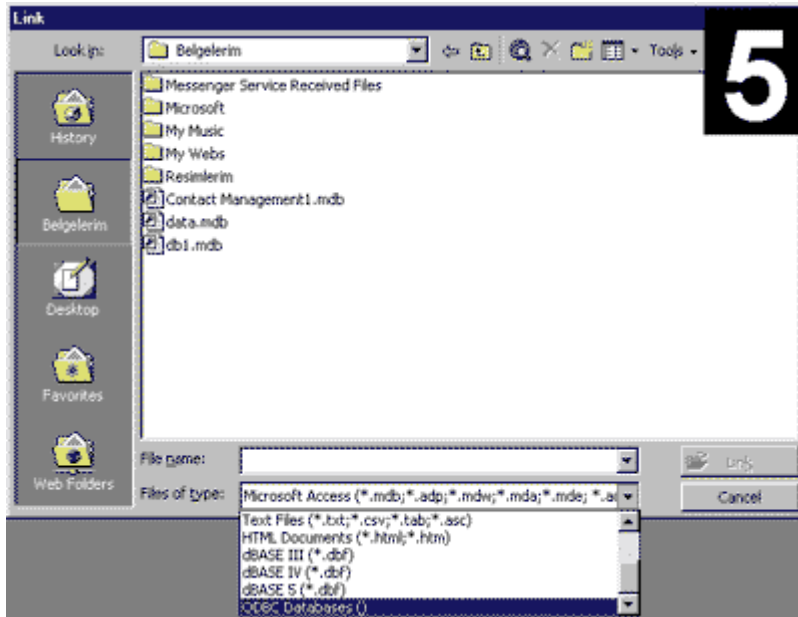 Link
5
Look in: Belgelerim Tools
History
Belgelerim
Desktop
Favorites
Web Folders
Messenger Service Received Files
Microsoft
My Music
My Webs
Resimlerim
Contact Management1.mdb
data.mdb
db1.mdb
File name: Link
Files of type: Microsoft Access (*.mdb;*.adp;*.mdw;*.mda;*.mde; Cancel
Text Files (*.txt;*.csv;*.tab;*.asc)
HTML Documents (*.html;*.htm)
dBASE III (*.dbf)
dBASE IV (*.dbf)
dBASE 5 (*.dbf)
ODBC Databases ()